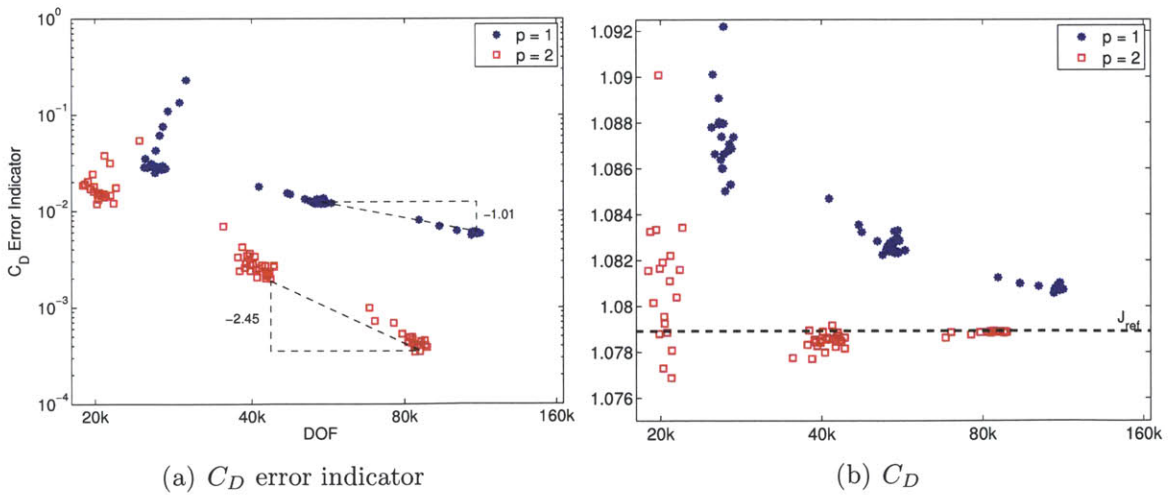 10^0
10^-1
10^-2
10^-3
10^-4
C_D Error Indicator
p = 1
p = 2
−1.01
−2.45
20k 40k 80k 160k
DOF
(a) C_D error indicator
1.092
1.09
1.088
1.086
1.084
1.082
1.08
1.078
1.076
p = 1
p = 2
J_ref
20k 40k 80k 160k
(b) C_D